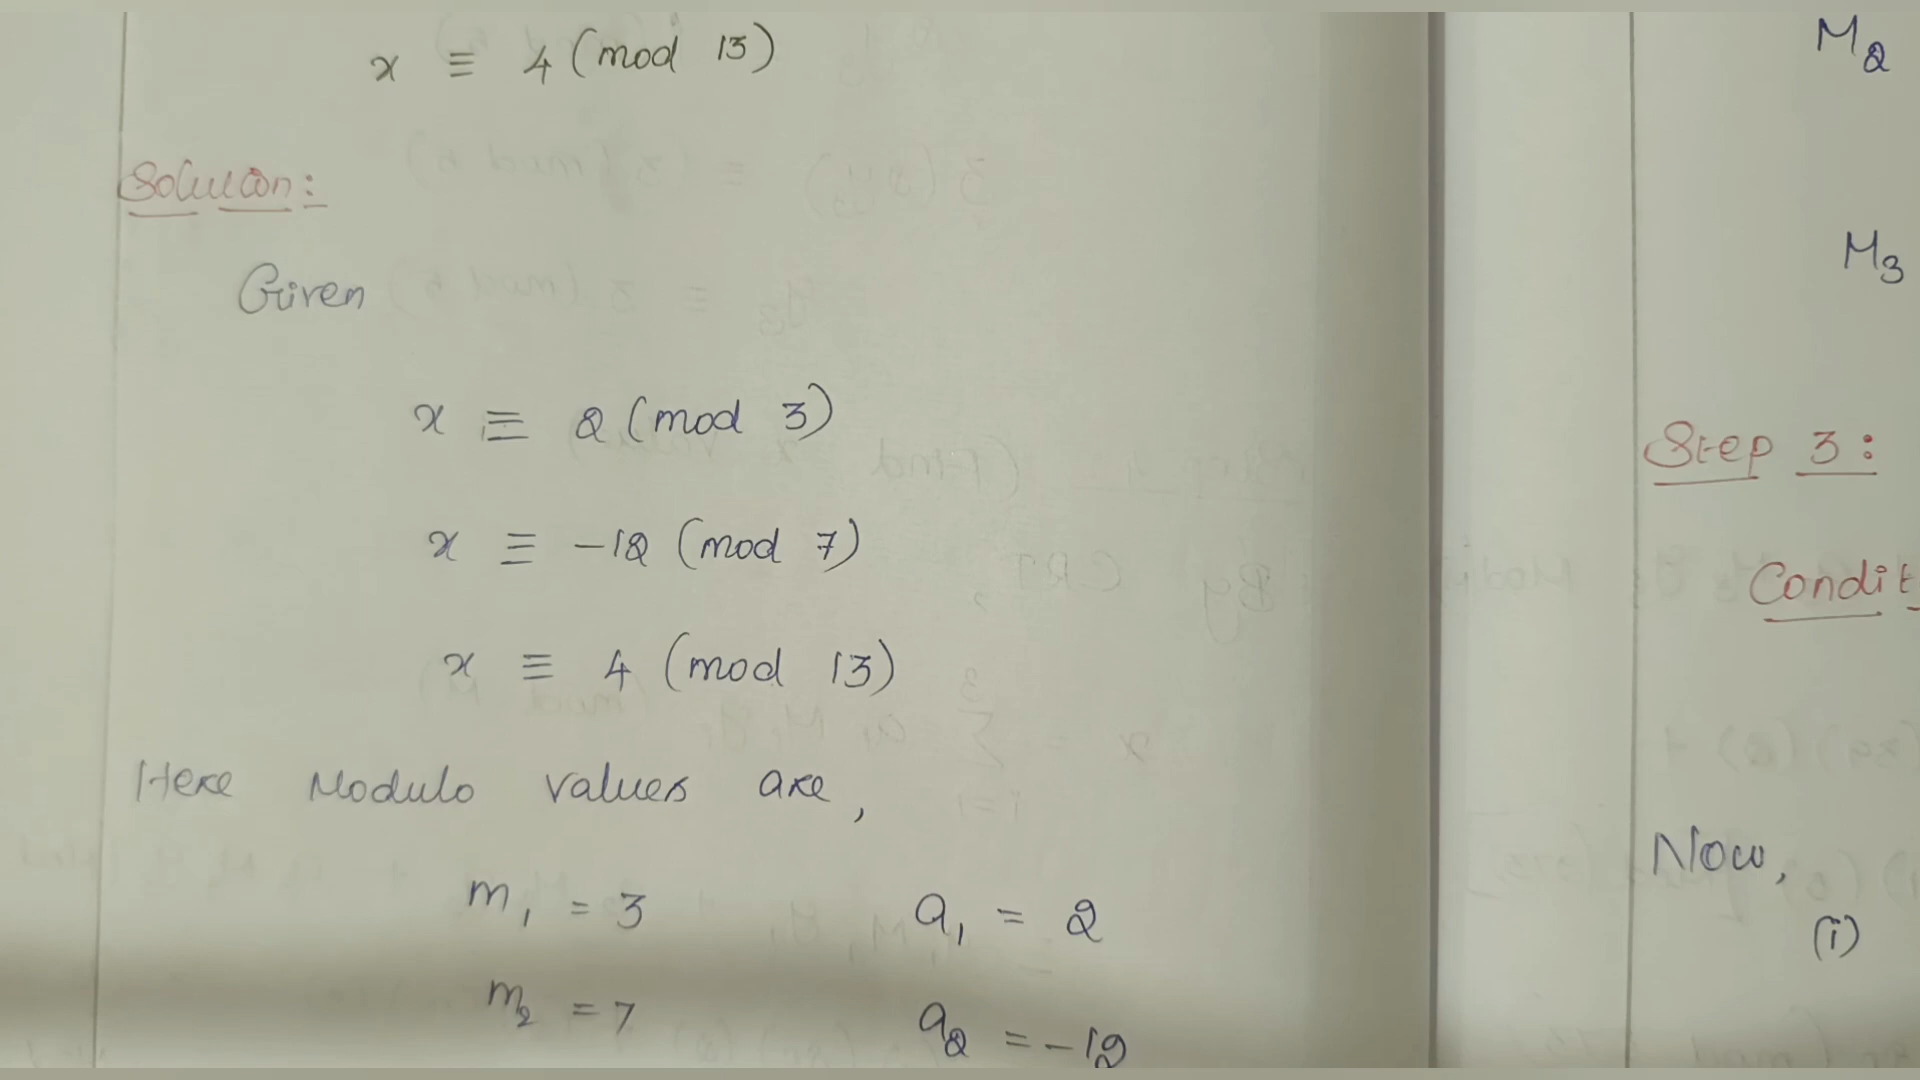 x ≡ 4 (mod 13)
Solution:
Given
x ≡ 2 (mod 3)
x ≡ -12 (mod 7)
x ≡ 4 (mod 13)
Here Modulo values are,
m₁ = 3 a₁ = 2
m₂ = 7 a₂ = -12
M₂
M₃
Step 3:
Condit
Now,
(i)